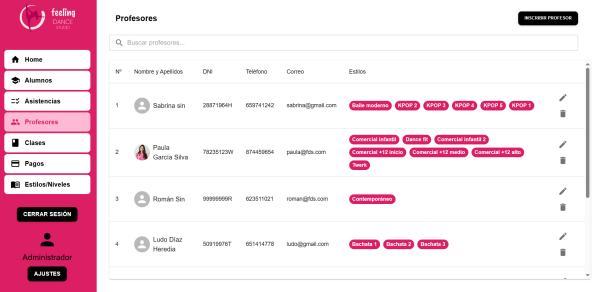 feeling
DANCE
STUDIO
Home
Alumnos
Asistencias
Profesores
Clases
Pagos
Estilos/Niveles
CERRAR SESIÓN
Administrador
AJUSTES
Profesores
INSCRIBIR PROFESOR
Buscar profesores...
Nº Nombre y Apellidos DNI Teléfono Correo Estilos
1 Sabrina sin 28871984H 659741242 sabrina@gmail.com Baile moderno KPOP 2 KPOP 3 KPOP 4 KPOP 5 KPOP 1
2 Paula García Silva 78235123W 874459654 paula@fds.com Comercial infantil Dance fit Comercial infantil 2
Comercial +12 inicio Comercial +12 medio Comercial +12 alto
Twerk
3 Román Sin 99999999R 623511021 roman@fds.com Contemporáneo
4 Ludo Díaz Heredia 50919976T 651414778 ludo@gmail.com Bachata 1 Bachata 2 Bachata 3